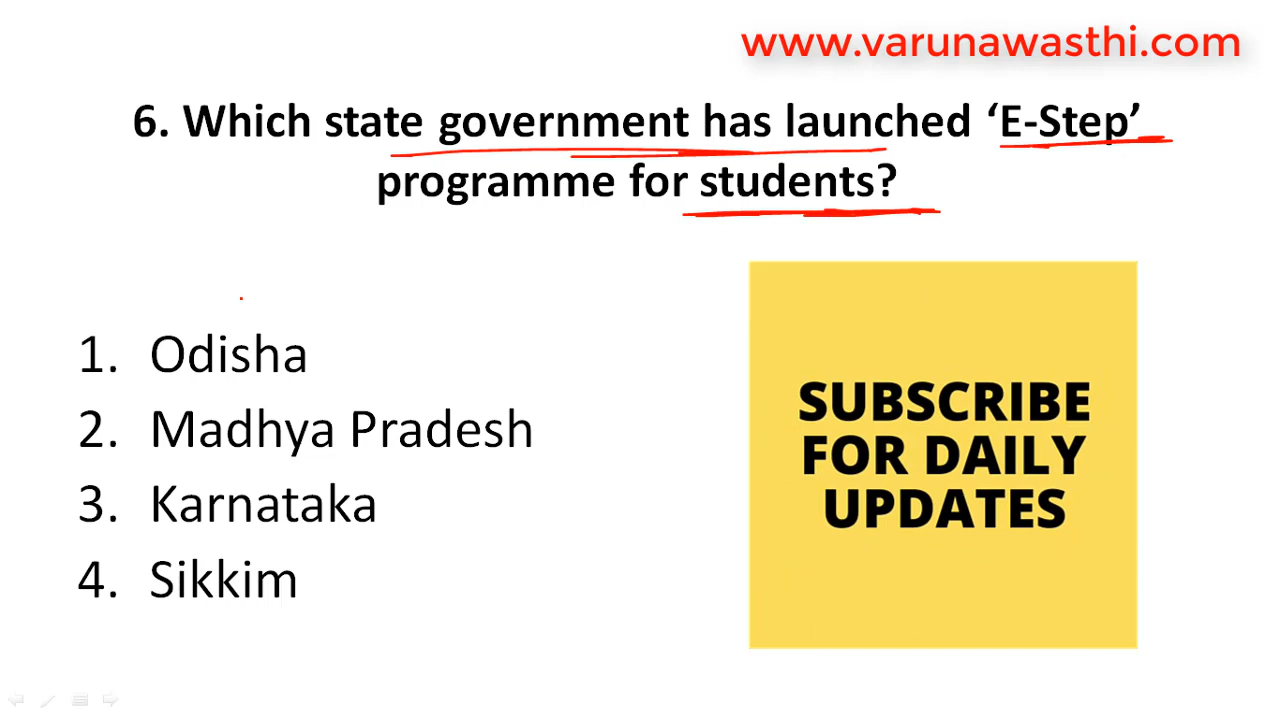 www.varunawasthi.com
6. Which state government has launched ‘E-Step’
programme for students?
1. Odisha
2. Madhya Pradesh
3. Karnataka
4. Sikkim
SUBSCRIBE
FOR DAILY
UPDATES